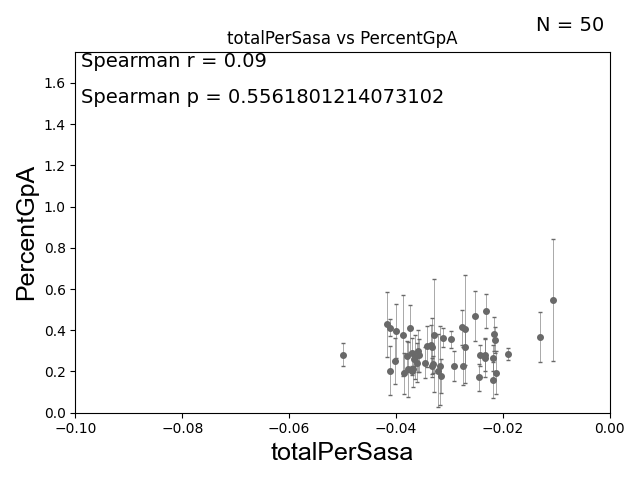 N = 50
totalPerSasa vs PercentGpA
Spearman r = 0.09
Spearman p = 0.5561801214073102
PercentGpA
1.6
1.4
1.2
1.0
0.8
0.6
0.4
0.2
0.0
−0.10 −0.08 −0.06 −0.04 −0.02 0.00
totalPerSasa